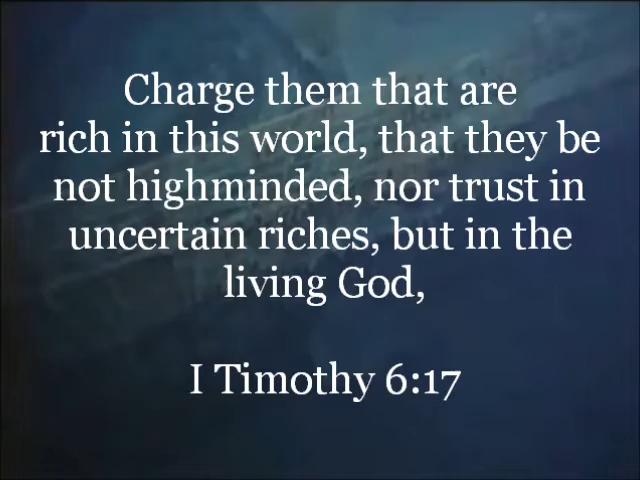 Charge them that are
rich in this world, that they be
not highminded, nor trust in
uncertain riches, but in the
living God,
I Timothy 6:17